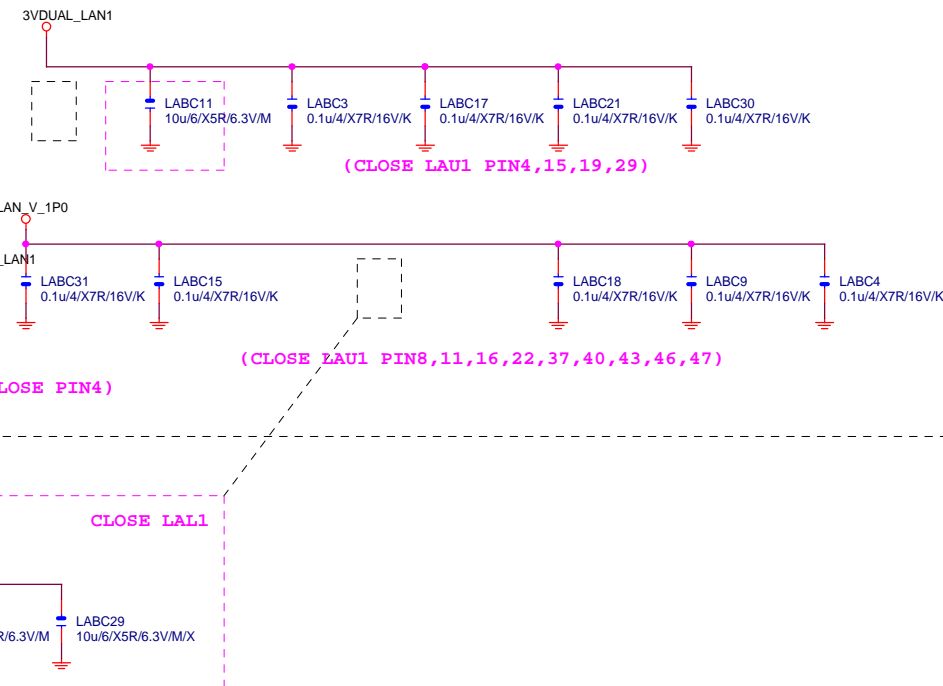 3VDUAL_LAN1
LABC11
10u/6/X5R/6.3V/M
LABC3
0.1u/4/X7R/16V/K
LABC17
0.1u/4/X7R/16V/K
LABC21
0.1u/4/X7R/16V/K
LABC30
0.1u/4/X7R/16V/K
(CLOSE LAU1 PIN4,15,19,29)
LAN_V_1P0
_LAN1
LABC31
0.1u/4/X7R/16V/K
LABC15
0.1u/4/X7R/16V/K
LABC18
0.1u/4/X7R/16V/K
LABC9
0.1u/4/X7R/16V/K
LABC4
0.1u/4/X7R/16V/K
(CLOSE LAU1 PIN8,11,16,22,37,40,43,46,47)
LOSE PIN4)
CLOSE LAL1
R/6.3V/M
LABC29
10u/6/X5R/6.3V/M/X